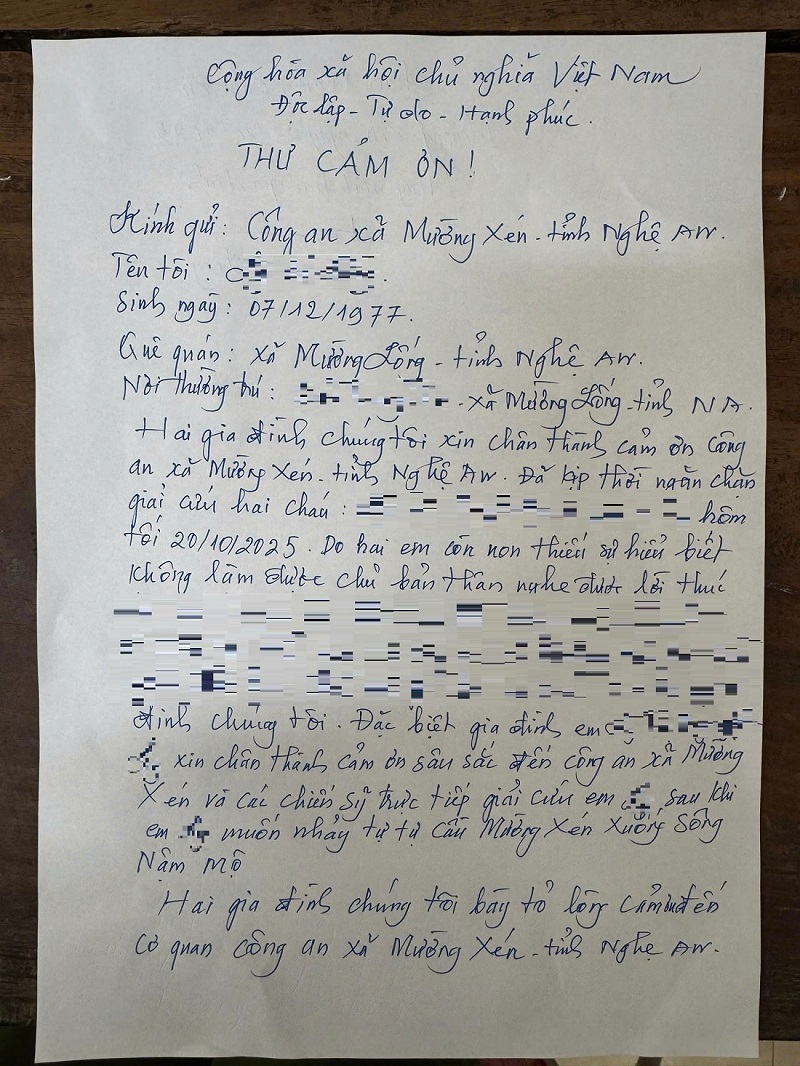 Cộng hòa xã hội chủ nghĩa Việt Nam
Độc lập - Tự do - Hạnh phúc.
THƯ CẢM ƠN !
Kính gửi : Công an xã Mường Xén - tỉnh Nghệ An.
Tên tôi :
Sinh ngày : 07/12/1977.
Quê quán : xã Mường Lống - tỉnh Nghệ An.
Nơi thường trú : - xã Mường Lống - tỉnh NA.
Hai gia đình chúng tôi xin chân thành cảm ơn Công
an xã Mường Xén - tỉnh Nghệ An. Đã kịp thời ngăn chặn
giải cứu hai cháu : hôm
tối 20/10/2025. Do hai em còn non thiếu sự hiểu biết
không làm được chủ bản thân nghe được lời
đình chúng tôi. Đặc biệt gia đình em
xin chân thành cảm ơn sâu sắc đến công an xã Mường
Xén và các chiến sỹ trực tiếp giải cứu em sau khi
em muốn nhảy tự tự cầu Mường Xén xuống sông
Nậm Mộ
Hai gia đình chúng tôi bày tỏ lòng cảm ơn đến
cơ quan công an xã Mường Xén - tỉnh Nghệ An.